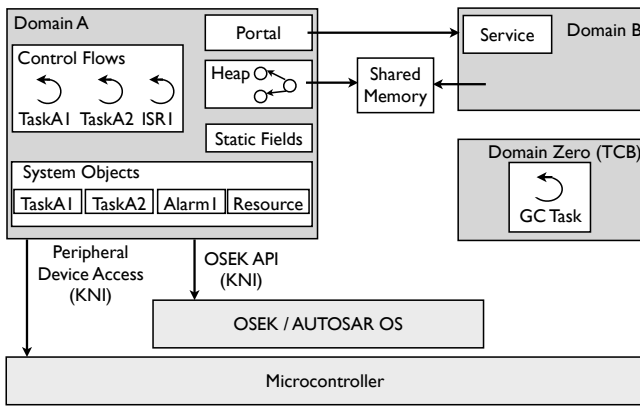 Domain A
Portal
Service
Domain B
Control Flows
TaskA1 TaskA2 ISR1
Heap
Shared
Memory
Static Fields
System Objects
TaskA1 TaskA2 Alarm1 Resource
Domain Zero (TCB)
GC Task
Peripheral
Device Access
(KNI)
OSEK API
(KNI)
OSEK / AUTOSAR OS
Microcontroller